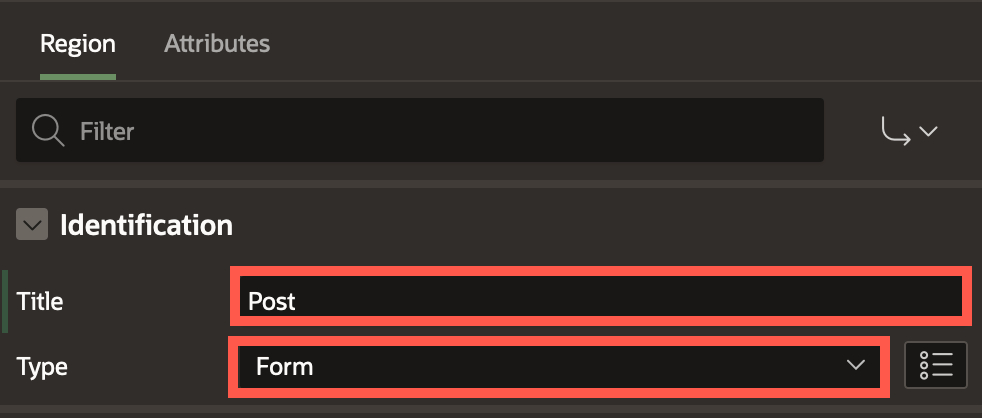 Region Attributes
Filter
Identification
Title Post
Type Form